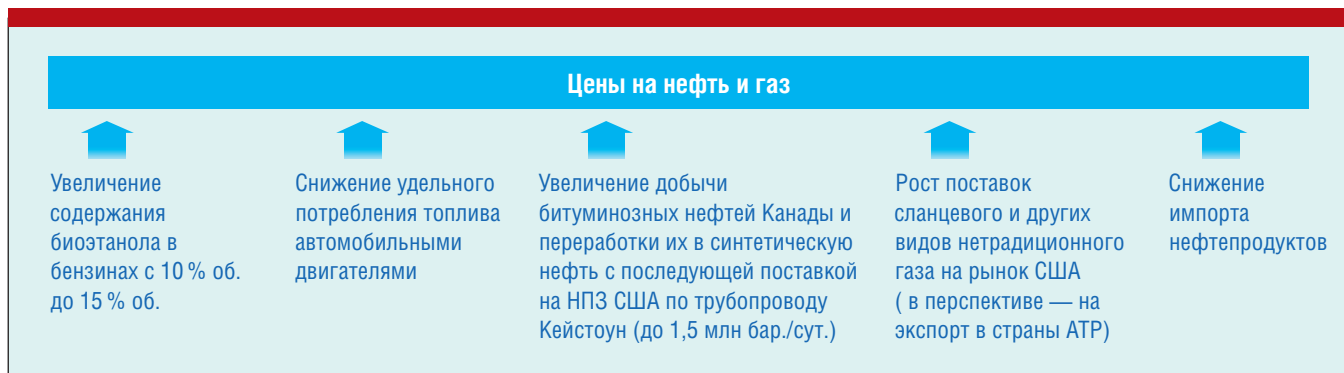 Цены на нефть и газ
Увеличение
содержания
биоэтанола в
бензинах с 10 % об.
до 15 % об.
Снижение удельного
потребления топлива
автомобильными
двигателями
Увеличение добычи
битуминозных нефтей Канады и
переработки их в синтетическую
нефть с последующей поставкой
на НПЗ США по трубопроводу
Кейстоун (до 1,5 млн бар./сут.)
Рост поставок
сланцевого и других
видов нетрадиционного
газа на рынок США
( в перспективе — на
экспорт в страны АТР)
Снижение
импорта
нефтепродуктов